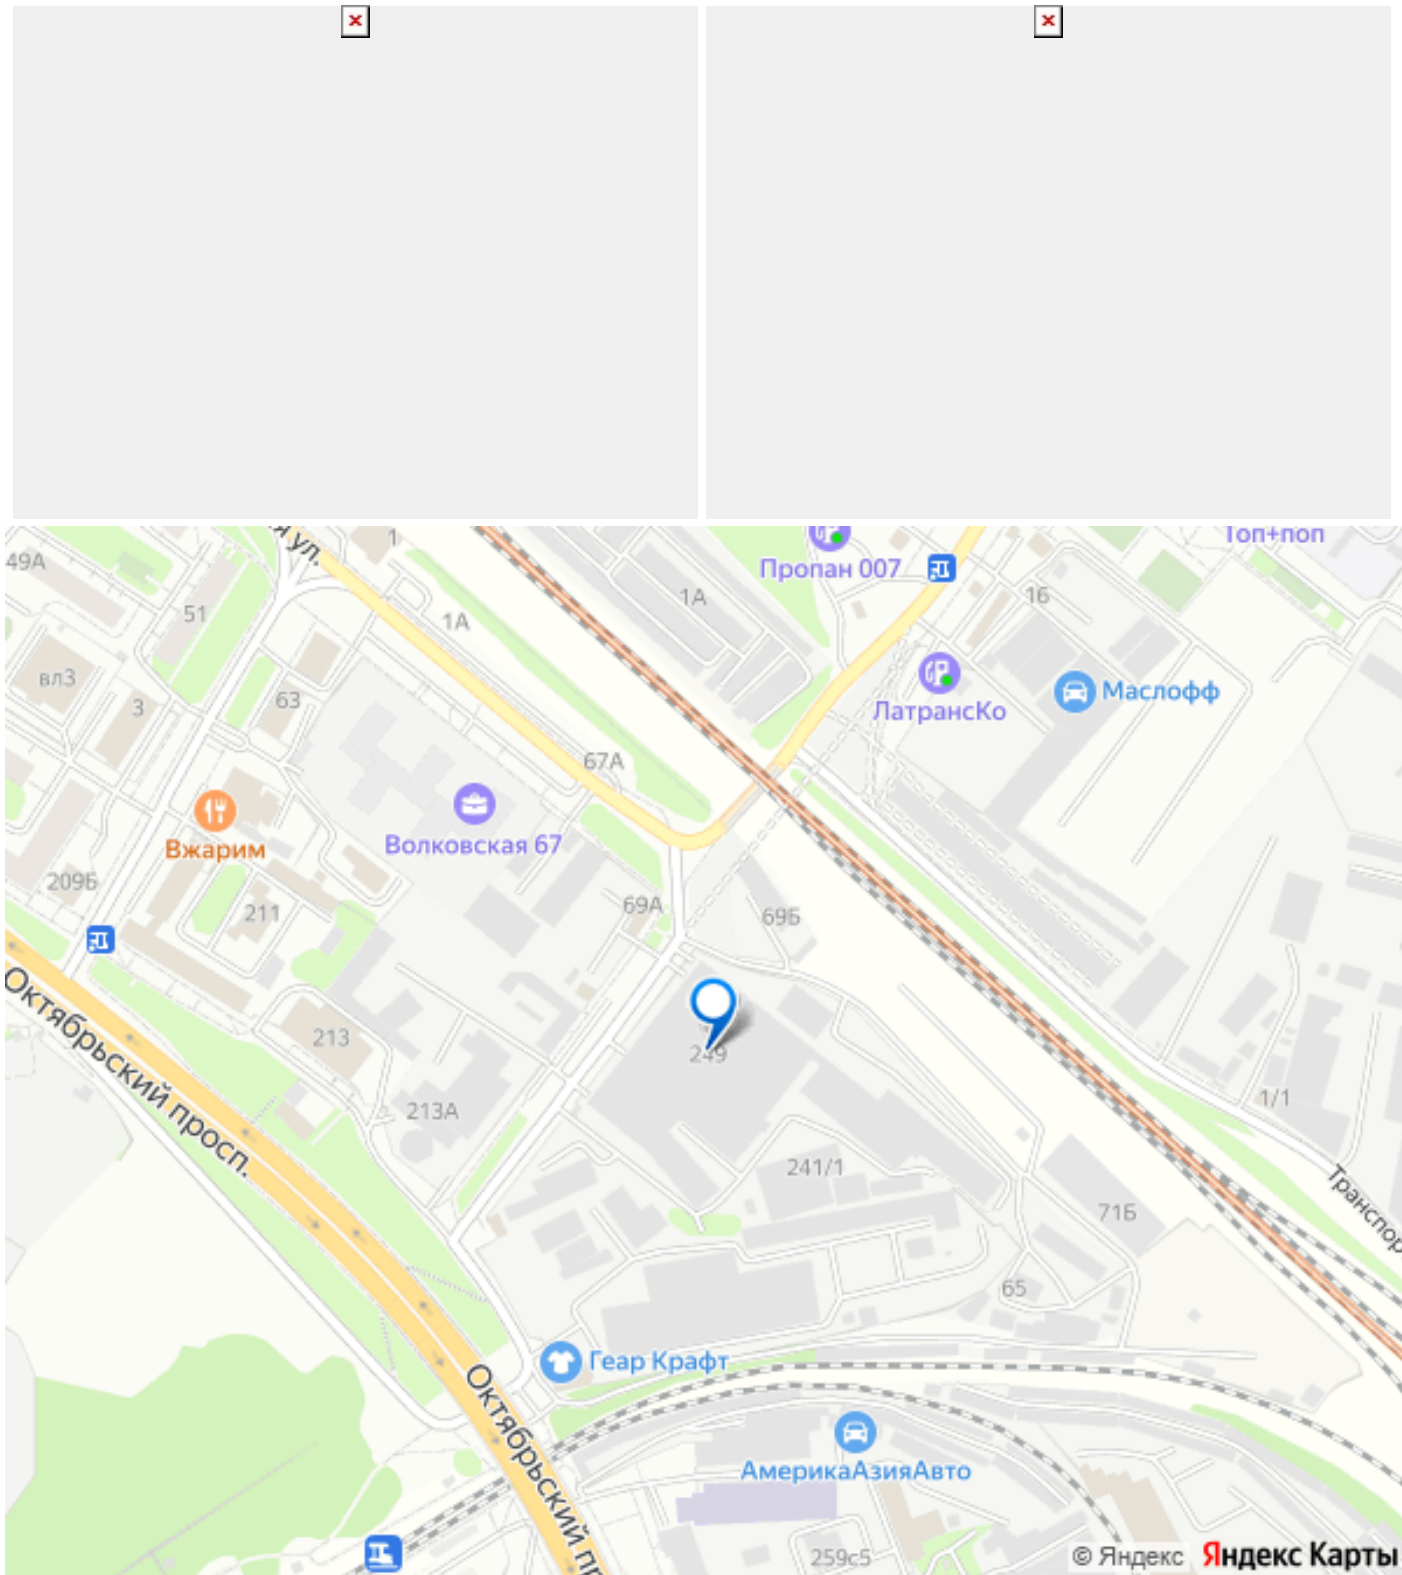 я ул.
1
Топ+поп
49А
Пропан 007
1А
16
51
1А
вл3
63
3
Маслофф
ЛатрансКо
67А
Вжарим
Волковская 67
209Б
211
69А
69Б
Октябрьский просп.
213
249
213А
1/1
241/1
71Б
Транспор
65
Геар Крафт
Октябрьский пр
АмерикаАзияАвто
259с5
© Яндекс Яндекс Карты